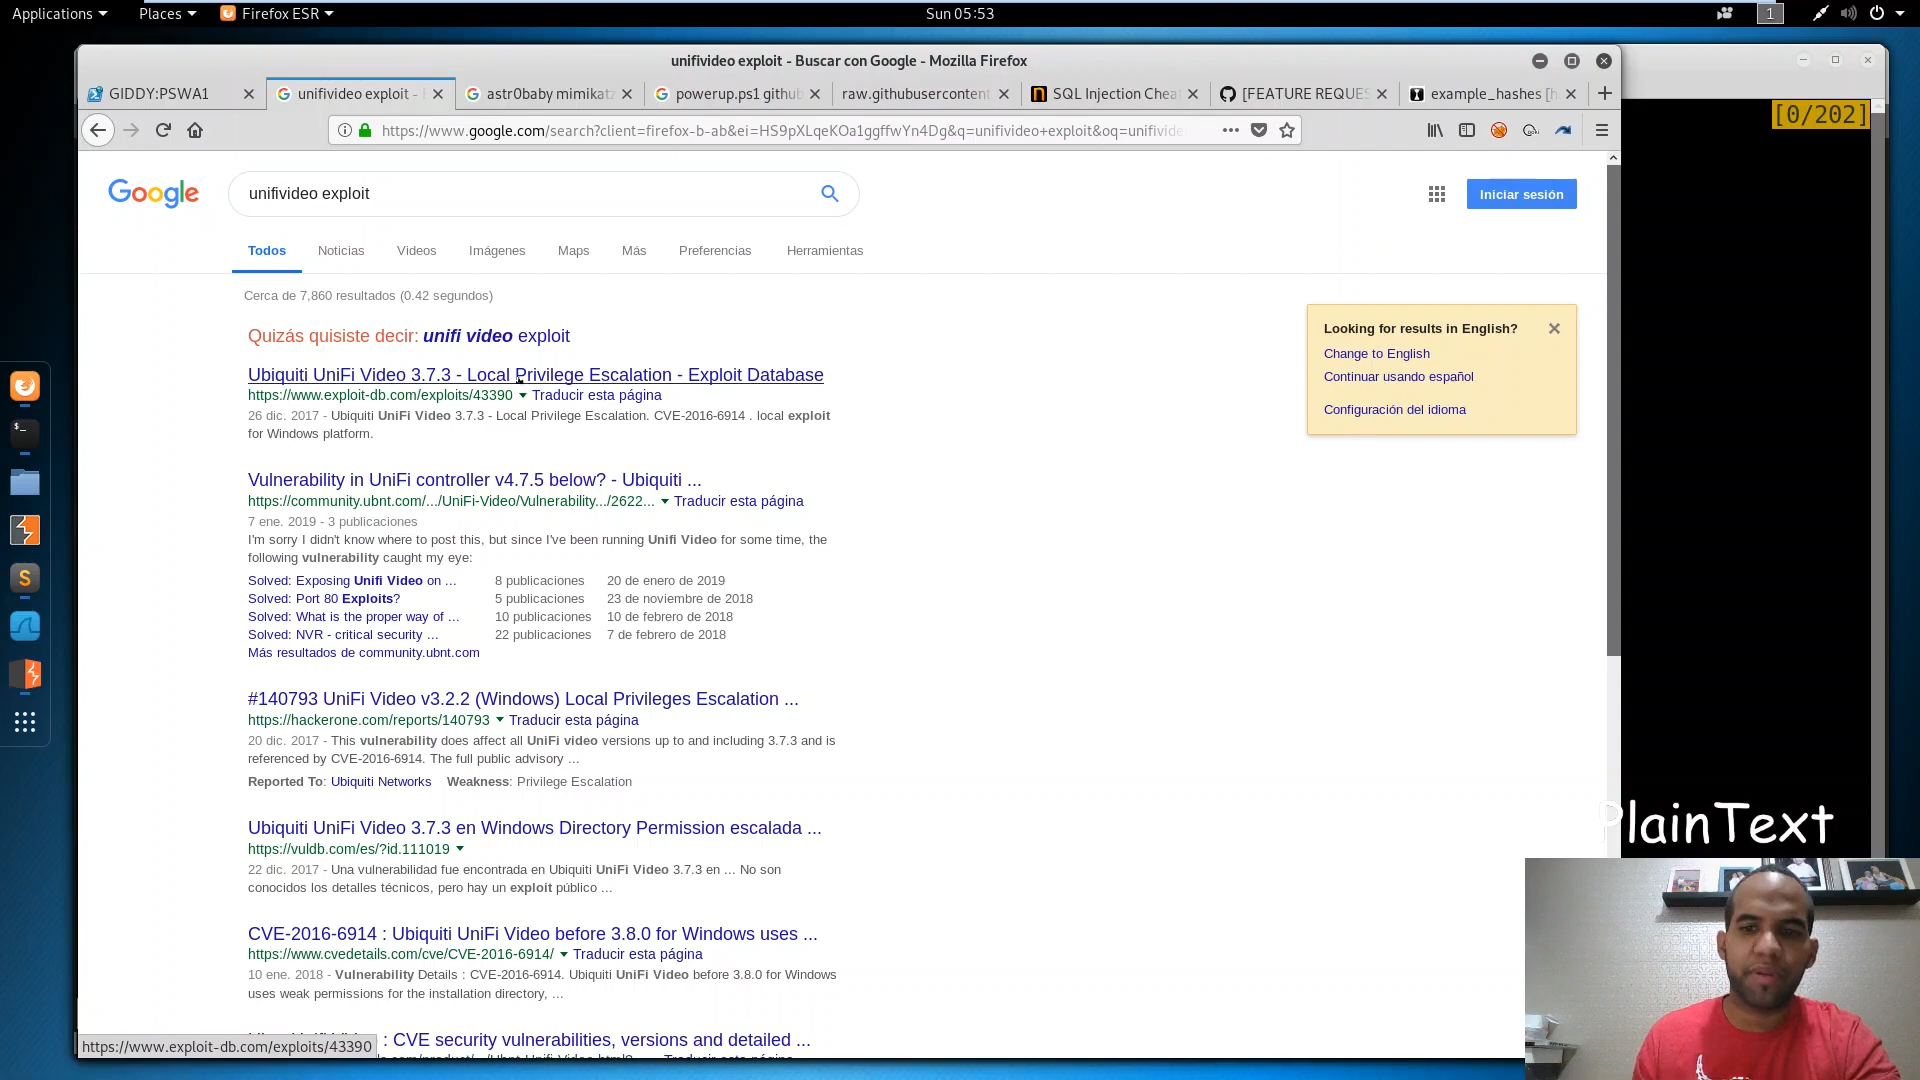 Applications Places Firefox ESR Sun 05:53 1
unifivideo exploit - Buscar con Google - Mozilla Firefox
GIDDY:PSWA1 unifivideo exploit - astr0baby mimikatz powerup.ps1 github raw.githubusercontent SQL Injection Chea [FEATURE REQUES example_hashes [h
[0/202]
https://www.google.com/search?client=firefox-b-ab&ei=HS9pXLqeKOa1ggffwYn4Dg&q=unifivideo+exploit&oq=unifivide
Google unifivideo exploit Iniciar sesión
Todos Noticias Videos Imágenes Maps Más Preferencias Herramientas
Cerca de 7,860 resultados (0.42 segundos)
Quizás quisiste decir: unifi video exploit
Looking for results in English?
Change to English
Continuar usando español
Configuración del idioma
Ubiquiti UniFi Video 3.7.3 - Local Privilege Escalation - Exploit Database
https://www.exploit-db.com/exploits/43390 Traducir esta página
26 dic. 2017 - Ubiquiti UniFi Video 3.7.3 - Local Privilege Escalation. CVE-2016-6914 . local exploit
for Windows platform.
Vulnerability in UniFi controller v4.7.5 below? - Ubiquiti ...
https://community.ubnt.com/.../UniFi-Video/Vulnerability.../2622... Traducir esta página
7 ene. 2019 - 3 publicaciones
I'm sorry I didn't know where to post this, but since I've been running Unifi Video for some time, the
following vulnerability caught my eye:
Solved: Exposing Unifi Video on ... 8 publicaciones 20 de enero de 2019
Solved: Port 80 Exploits? 5 publicaciones 23 de noviembre de 2018
Solved: What is the proper way of ... 10 publicaciones 10 de febrero de 2018
Solved: NVR - critical security ... 22 publicaciones 7 de febrero de 2018
Más resultados de community.ubnt.com
#140793 UniFi Video v3.2.2 (Windows) Local Privileges Escalation ...
https://hackerone.com/reports/140793 Traducir esta página
20 dic. 2017 - This vulnerability does affect all UniFi video versions up to and including 3.7.3 and is
referenced by CVE-2016-6914. The full public advisory ...
Reported To: Ubiquiti Networks Weakness: Privilege Escalation
Ubiquiti UniFi Video 3.7.3 en Windows Directory Permission escalada ...
https://vuldb.com/es/?id.111019
22 dic. 2017 - Una vulnerabilidad fue encontrada en Ubiquiti UniFi Video 3.7.3 en ... No son
conocidos los detalles técnicos, pero hay un exploit público ...
CVE-2016-6914 : Ubiquiti UniFi Video before 3.8.0 for Windows uses ...
https://www.cvedetails.com/cve/CVE-2016-6914/ Traducir esta página
10 ene. 2018 - Vulnerability Details : CVE-2016-6914. Ubiquiti UniFi Video before 3.8.0 for Windows
uses weak permissions for the installation directory, ...
: CVE security vulnerabilities, versions and detailed ...
https://www.exploit-db.com/exploits/43390
PlainText